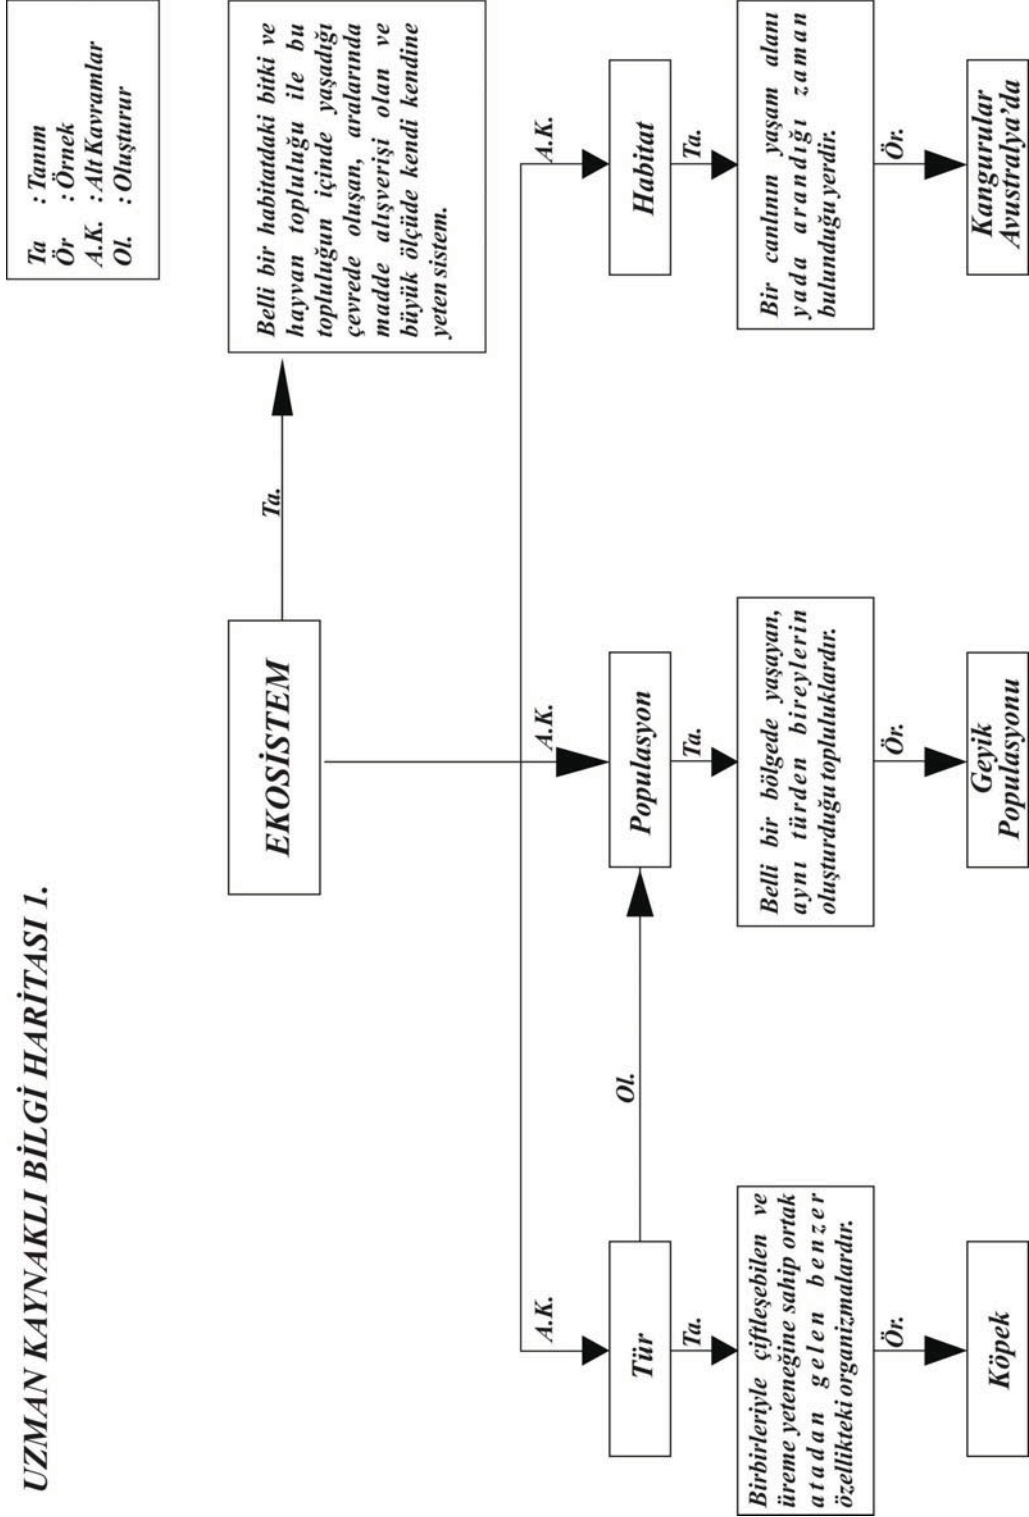 UZMAN KAYNAKLI BİLGİ HARİTASI 1.
Ta : Tanım
Ör : Örnek
A.K. : Alt Kavramlar
Ol. : Oluşturur
EKOSİSTEM
Ta.
Belli bir habitatdaki bitki ve
hayvan topluluğu ile bu
topluluğun içinde yaşadığı
çevrede oluşan, aralarında
madde alışverişi olan ve
büyük ölçüde kendi kendine
yeten sistem.
A.K.
A.K.
A.K.
Tür
Ol.
Populasyon
Habitat
Ta.
Ta.
Ta.
Birbirleriyle çiftleşebilen ve
üreme yeteneğine sahip ortak
atadan gelen benzer
özellikteki organizmalardır.
Belli bir bölgede yaşayan,
aynı türden bireylerin
oluşturduğu topluluklardır.
Bir canlının yaşam alanı
yada arandığı zaman
bulunduğu yerdir.
Ör.
Ör.
Ör.
Köpek
Geyik
Populasyonu
Kangurular
Avustralya'da